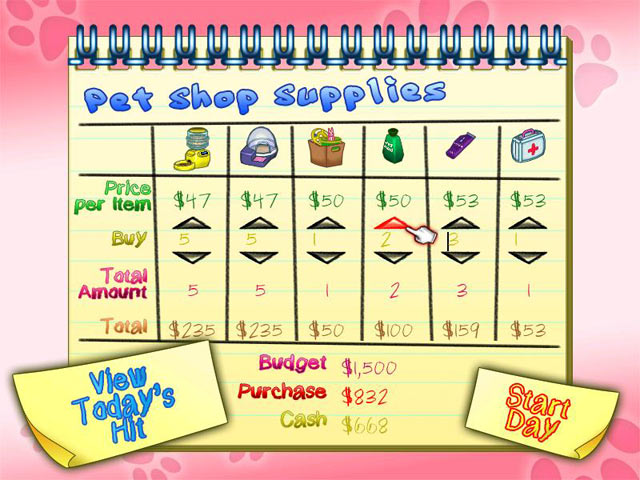 Pet Shop Supplies
Price per Item $47 $47 $50 $50 $53 $53
Buy 5 5 1 2 3 1
Total Amount 5 5 1 2 3 1
Total $235 $235 $50 $100 $159 $53
Budget $1,500
Purchase $832
Cash $668
View
Today's
Hit
Start
Day